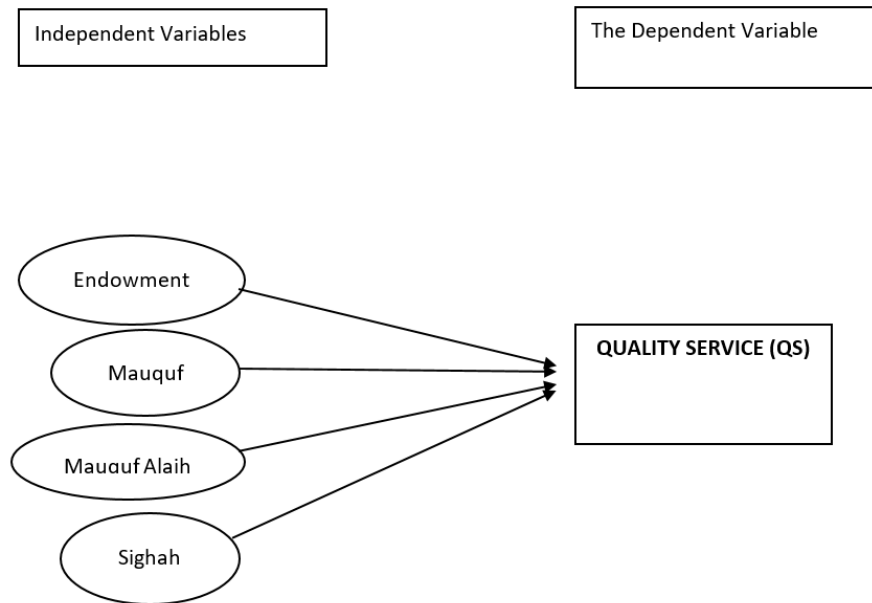 Independent Variables
The Dependent Variable
Endowment
Mauquf
Mauquf Alaih
Sighah
QUALITY SERVICE (QS)